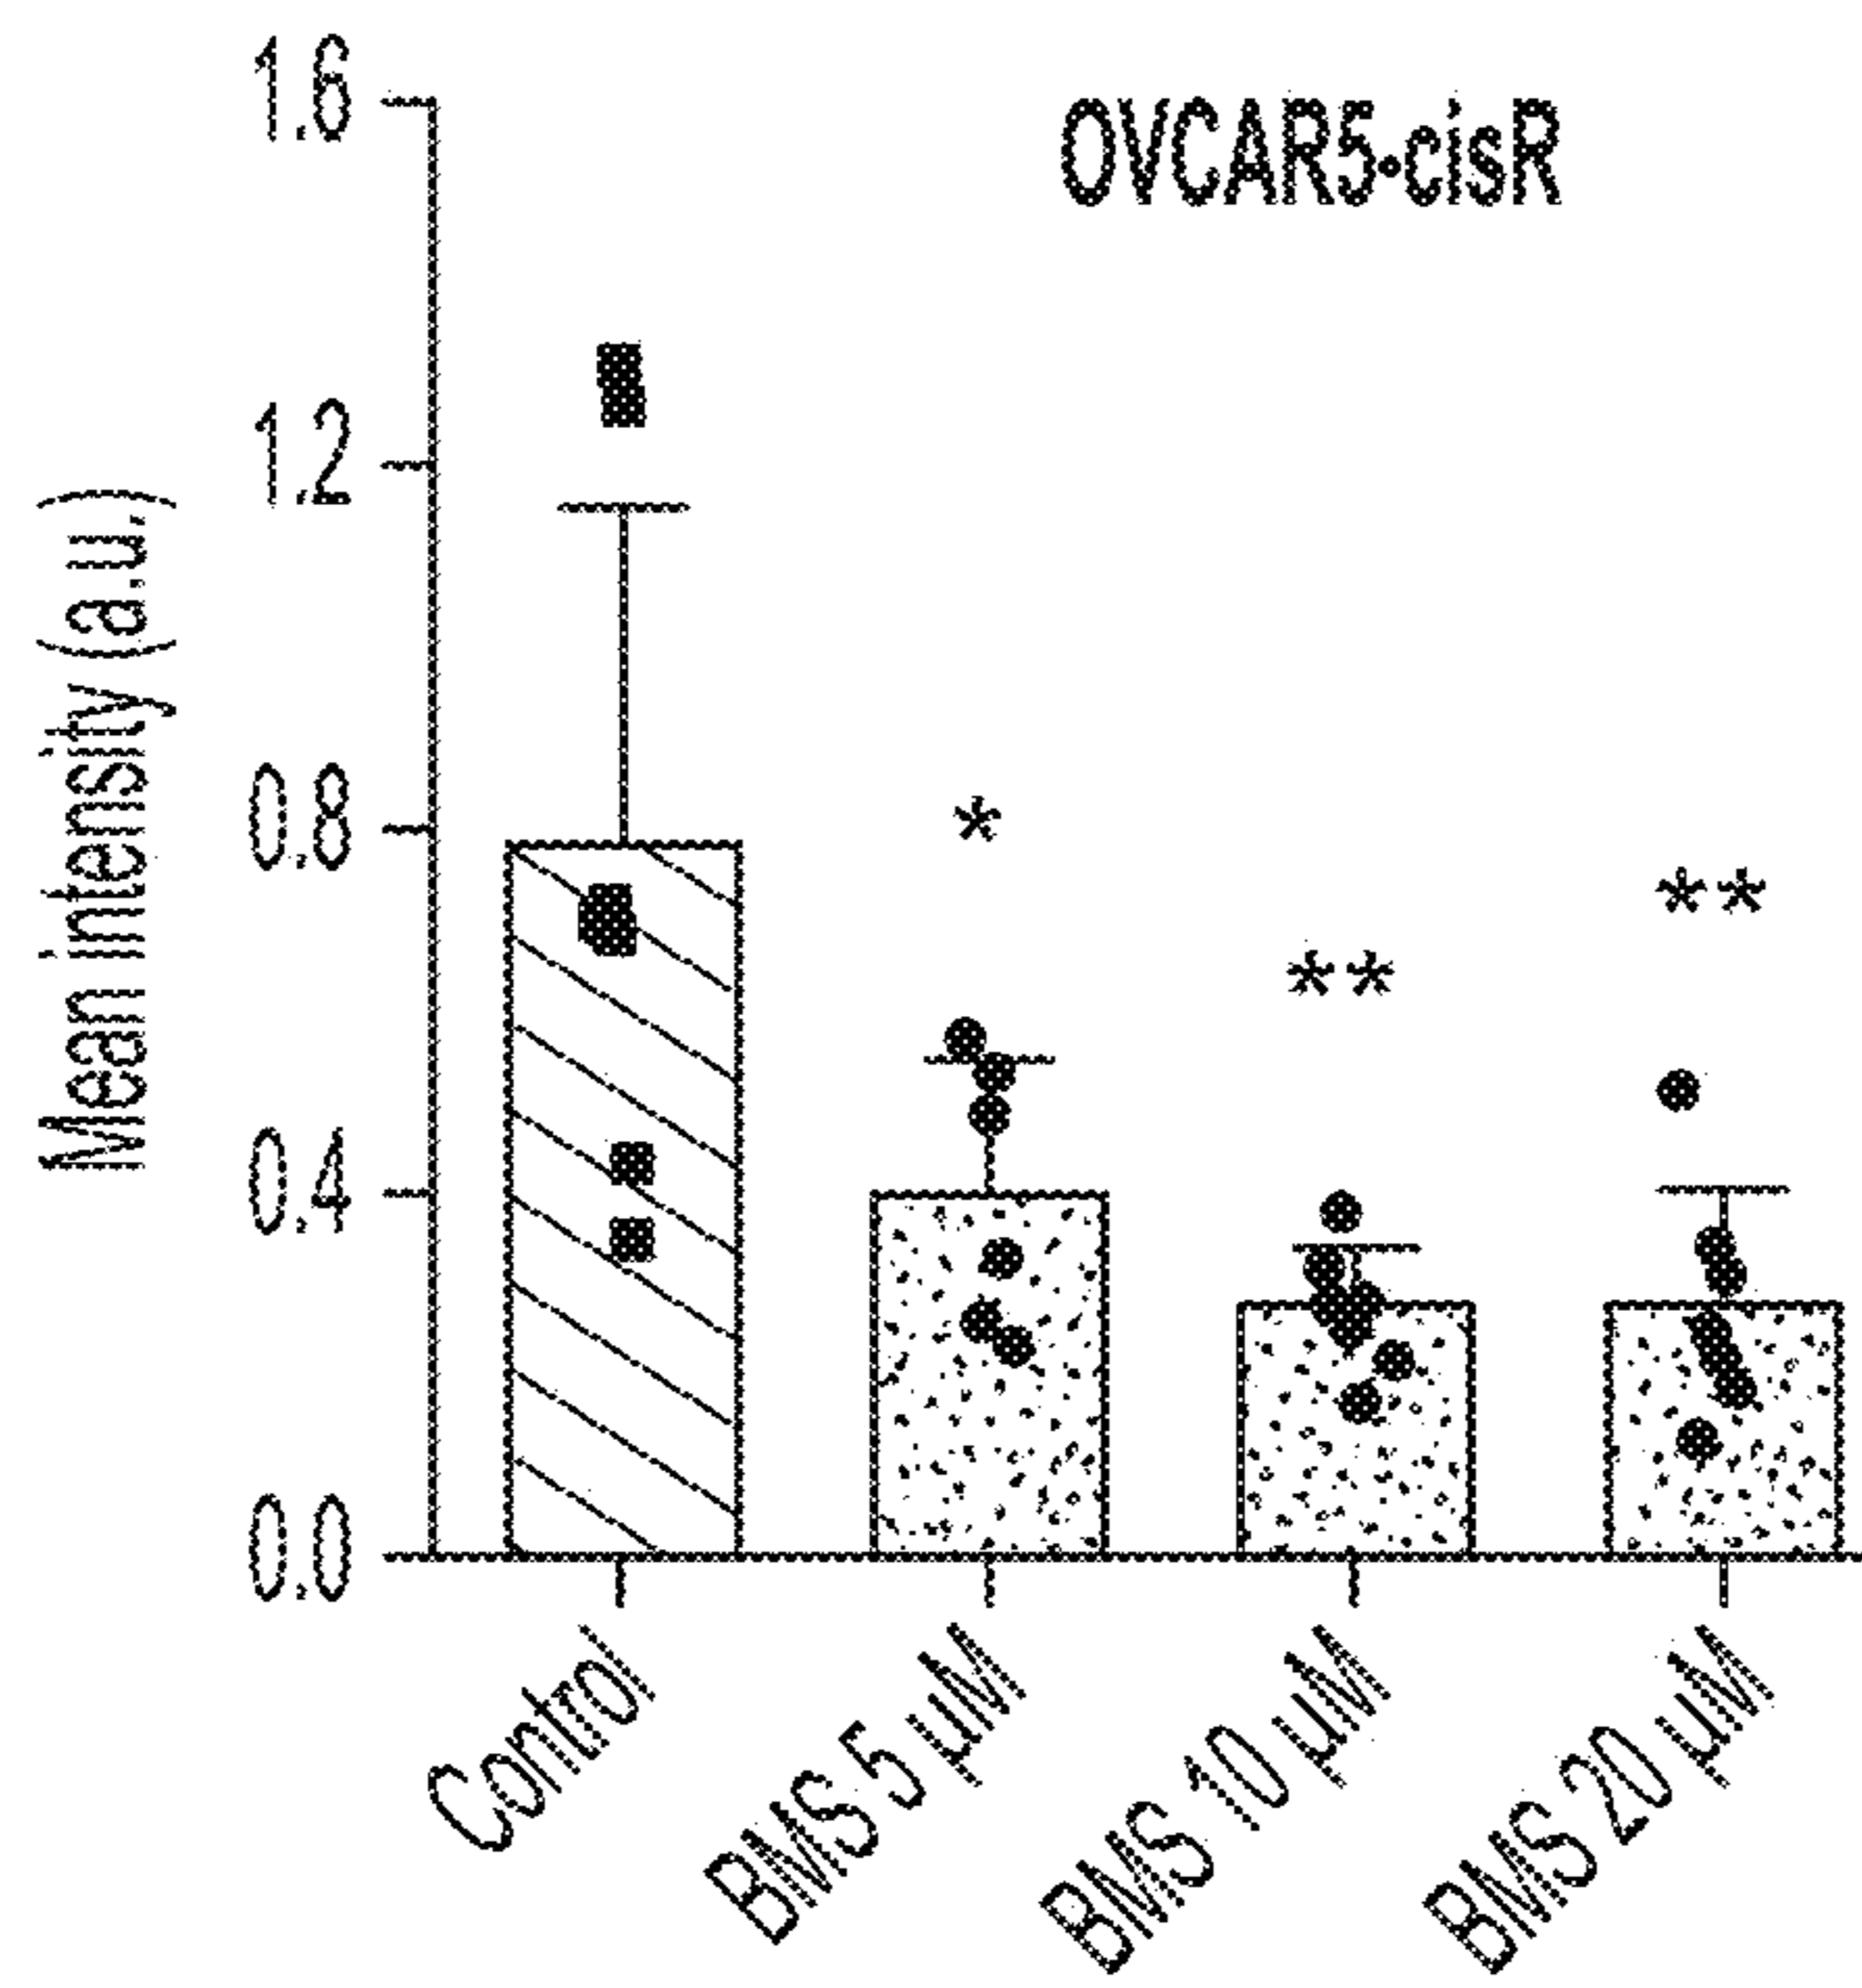 OVCAR5•cisR
Mean intensity (a.u.)
1.6
1.2
0.8
0.4
0.0
*
**
**
Control
BMS 5 µM
BMS 10 µM
BMS 20 µM